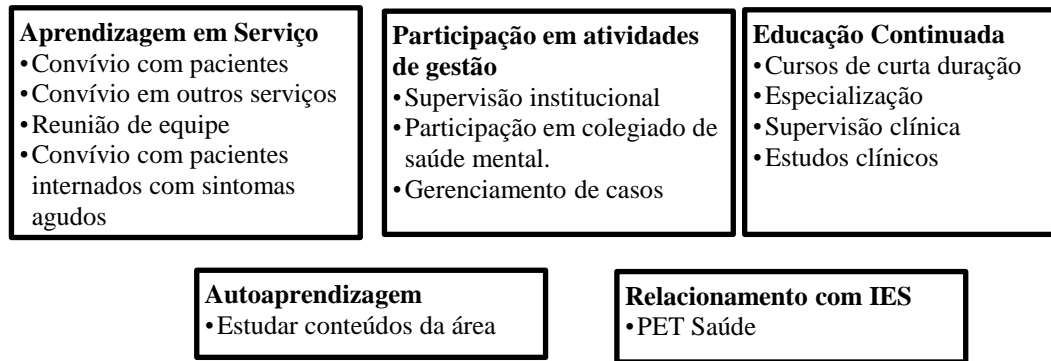 Aprendizagem em Serviço
•Convívio com pacientes
•Convívio em outros serviços
•Reunião de equipe
•Convívio com pacientes
internados com sintomas
agudos
Participação em atividades
de gestão
•Supervisão institucional
•Participação em colegiado de
saúde mental.
•Gerenciamento de casos
Educação Continuada
•Cursos de curta duração
•Especialização
•Supervisão clínica
•Estudos clínicos
Autoaprendizagem
•Estudar conteúdos da área
Relacionamento com IES
•PET Saúde